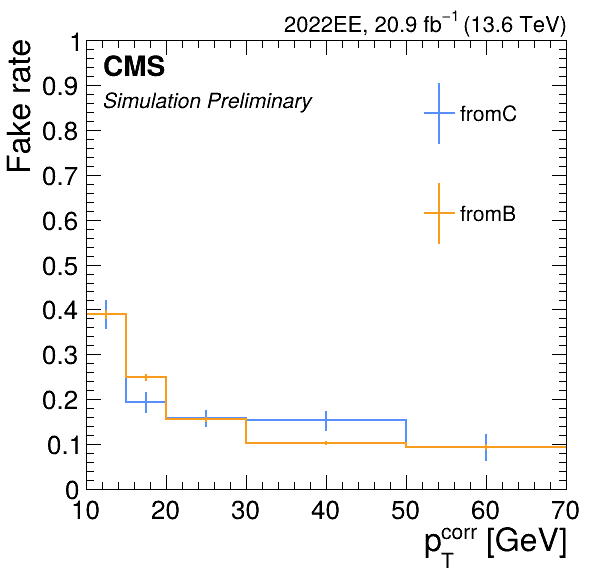 2022EE, 20.9 fb⁻¹ (13.6 TeV)
CMS
Simulation Preliminary
fromC
fromB
Fake rate
1
0.9
0.8
0.7
0.6
0.5
0.4
0.3
0.2
0.1
0
10 20 30 40 50 60 70
p_T^corr [GeV]